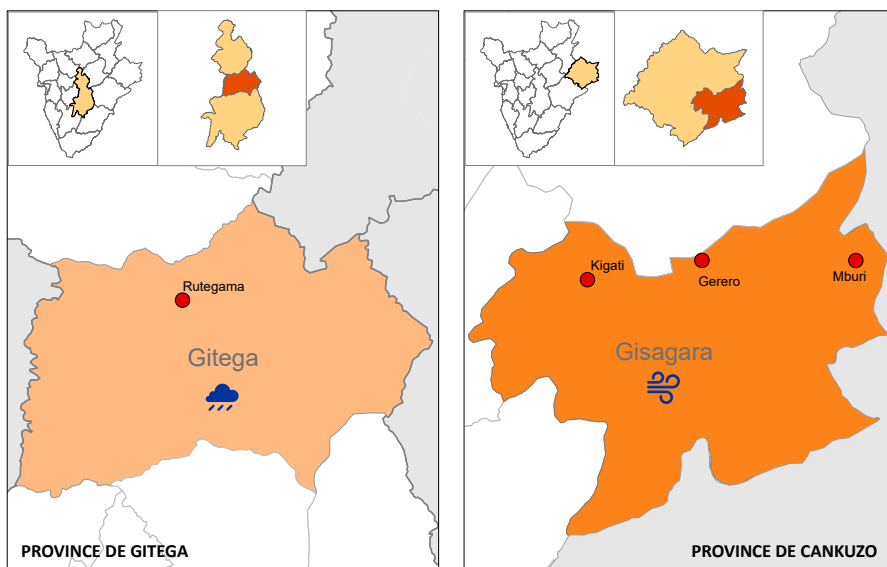 Rutegama
Gitega
PROVINCE DE GITEGA
Kigati
Gerero
Mburi
Gisagara
PROVINCE DE CANKUZO